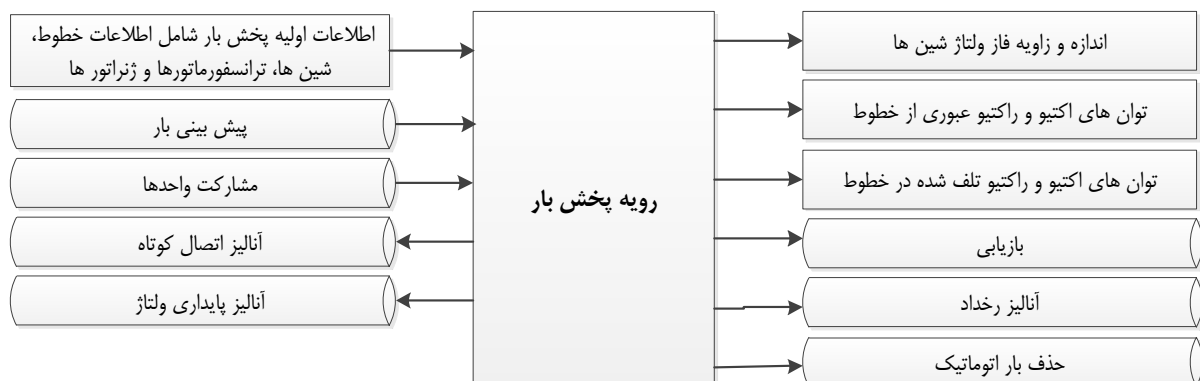 اطلاعات اولیه پخش بار شامل اطلاعات خطوط،
شین ها، ترانسفورماتورها و ژنراتور ها
پیش بینی بار
مشارکت واحدها
آنالیز اتصال کوتاه
آنالیز پایداری ولتاژ
رویه پخش بار
اندازه و زاویه فاز ولتاژ شین ها
توان های اکتیو و راکتیو عبوری از خطوط
توان های اکتیو و راکتیو تلف شده در خطوط
بازیابی
آنالیز رخداد
حذف بار اتوماتیک